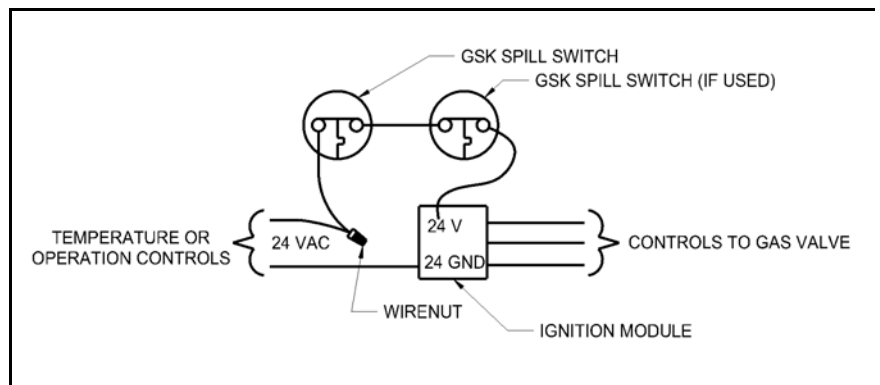 GSK SPILL SWITCH
GSK SPILL SWITCH (IF USED)
TEMPERATURE OR
OPERATION CONTROLS
24 VAC
24 V
24 GND
CONTROLS TO GAS VALVE
WIRENUT
IGNITION MODULE